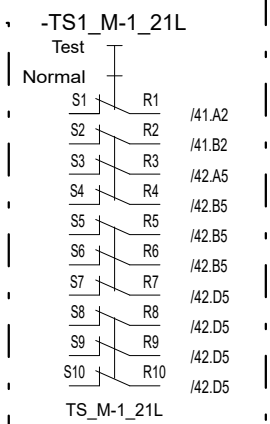 -TS1_M-1_21L
Test
Normal
S1 R1 /41.A2
S2 R2 /41.B2
S3 R3 /42.A5
S4 R4 /42.B5
S5 R5 /42.B5
S6 R6 /42.B5
S7 R7 /42.D5
S8 R8 /42.D5
S9 R9 /42.D5
S10 R10 /42.D5
TS_M-1_21L